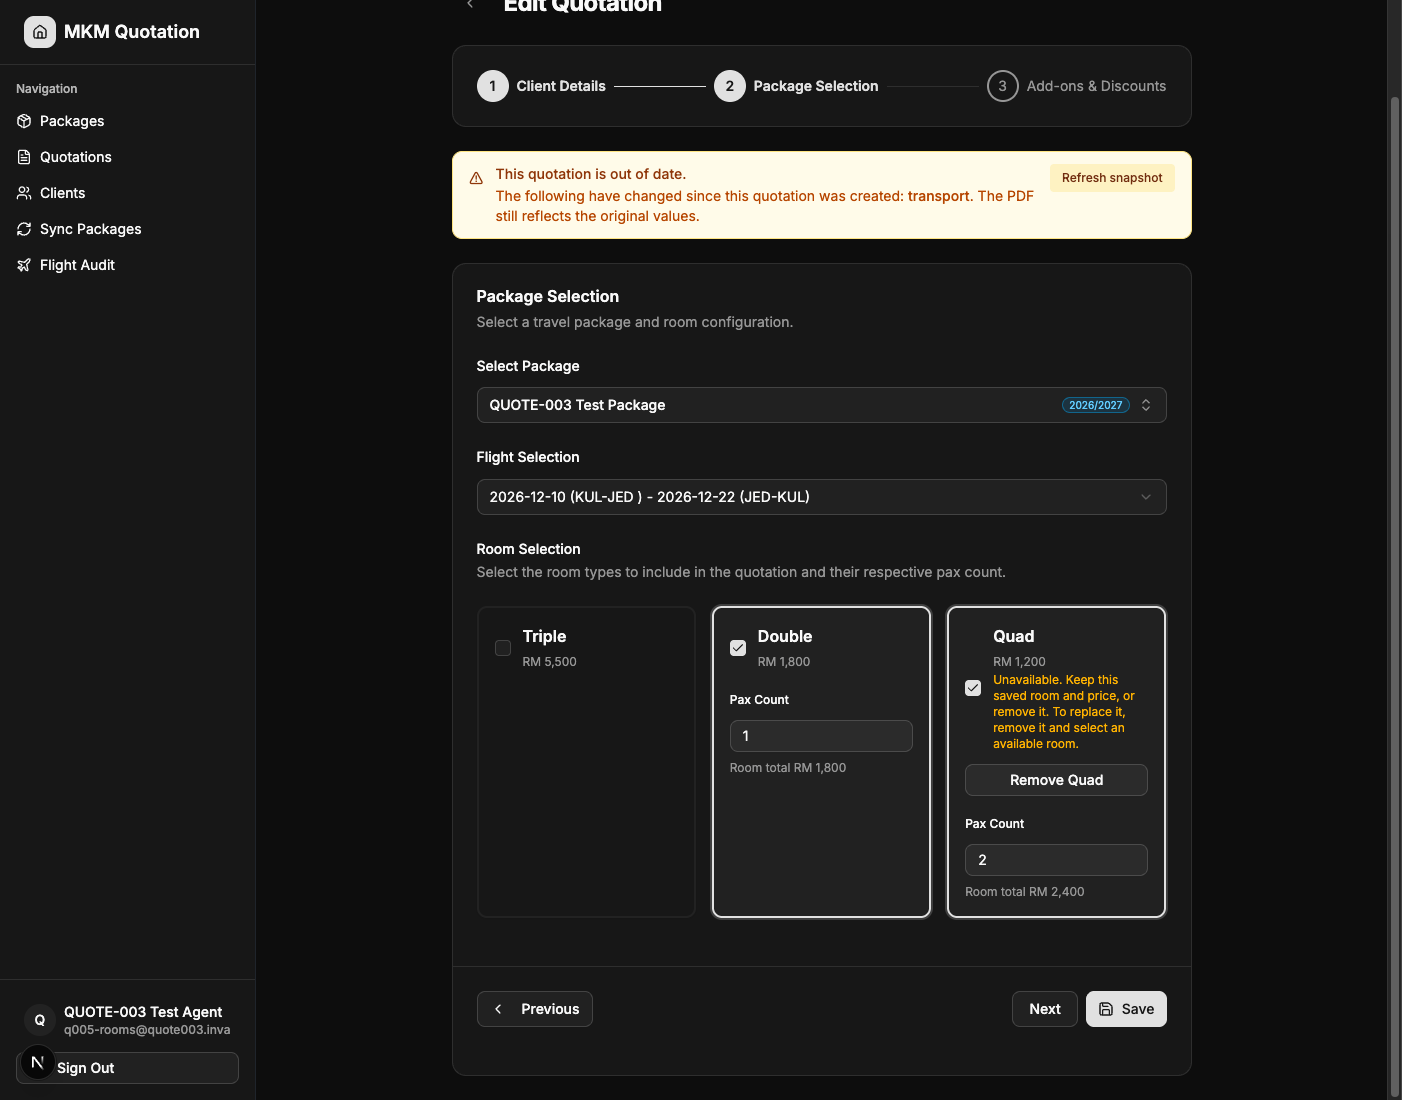 MKM Quotation
Navigation
Packages
Quotations
Clients
Sync Packages
Flight Audit
Q
QUOTE-003 Test Agent
q005-rooms@quote003.inva
N
Sign Out
Edit Quotation
1 Client Details
2 Package Selection
3 Add-ons & Discounts
This quotation is out of date.
The following have changed since this quotation was created: transport. The PDF
still reflects the original values.
Refresh snapshot
Package Selection
Select a travel package and room configuration.
Select Package
QUOTE-003 Test Package 2026/2027
Flight Selection
2026-12-10 (KUL-JED ) - 2026-12-22 (JED-KUL)
Room Selection
Select the room types to include in the quotation and their respective pax count.
Triple
RM 5,500
Double
RM 1,800
Pax Count
1
Room total RM 1,800
Quad
RM 1,200
Unavailable. Keep this
saved room and price, or
remove it. To replace it,
remove it and select an
available room.
Remove Quad
Pax Count
2
Room total RM 2,400
Previous
Next
Save